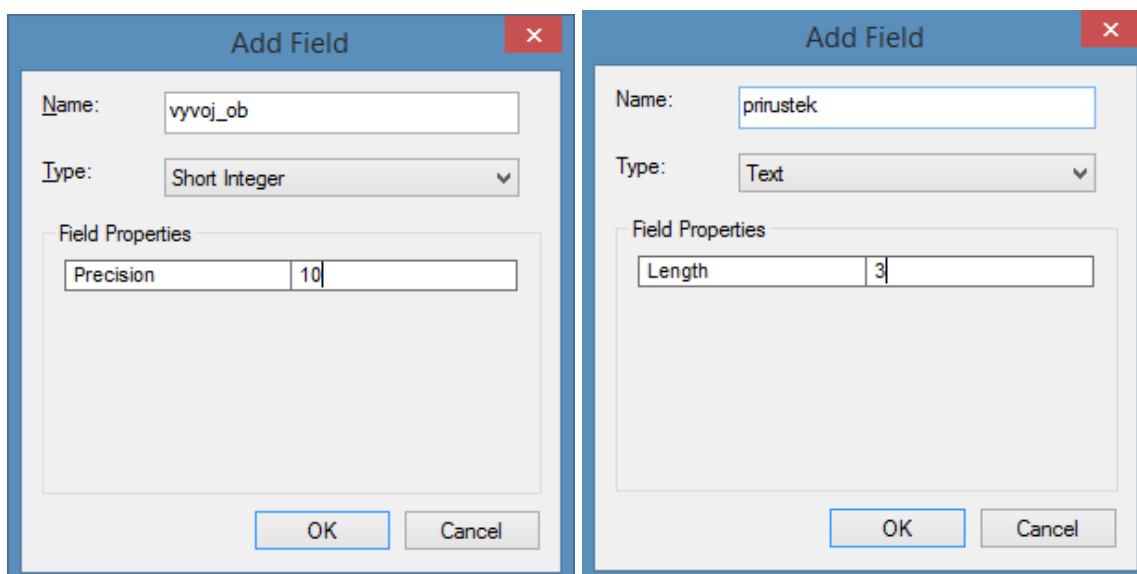 Add Field
Name: vyvoj_ob
Type: Short Integer
Field Properties
Precision 10
OK Cancel
Add Field
Name: prirustek
Type: Text
Field Properties
Length 3
OK Cancel